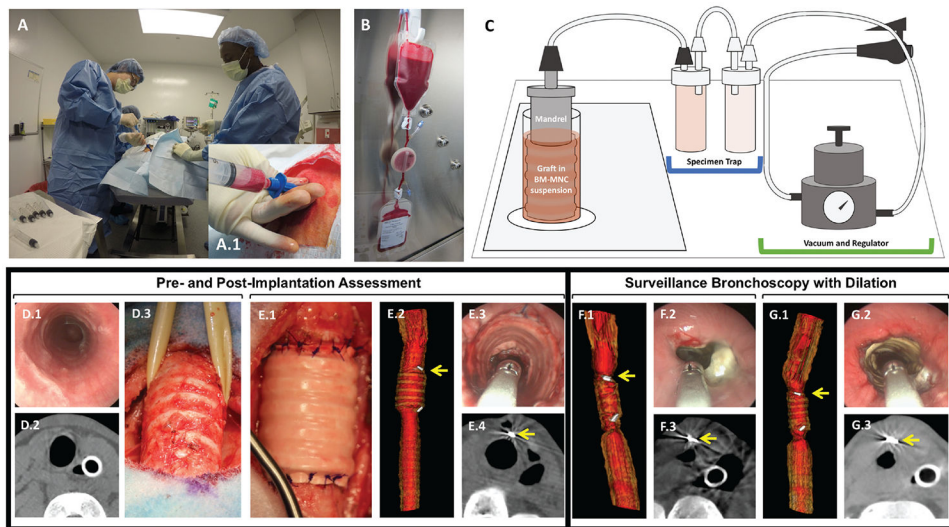 A
A.1
B
C
Mandrel
Graft in
BM-MNC
suspension
Specimen Trap
Vacuum and Regulator
Pre- and Post-Implantation Assessment
D.1
D.2
D.3
E.1
E.2
E.3
E.4
Surveillance Bronchoscopy with Dilation
F.1
F.2
F.3
G.1
G.2
G.3